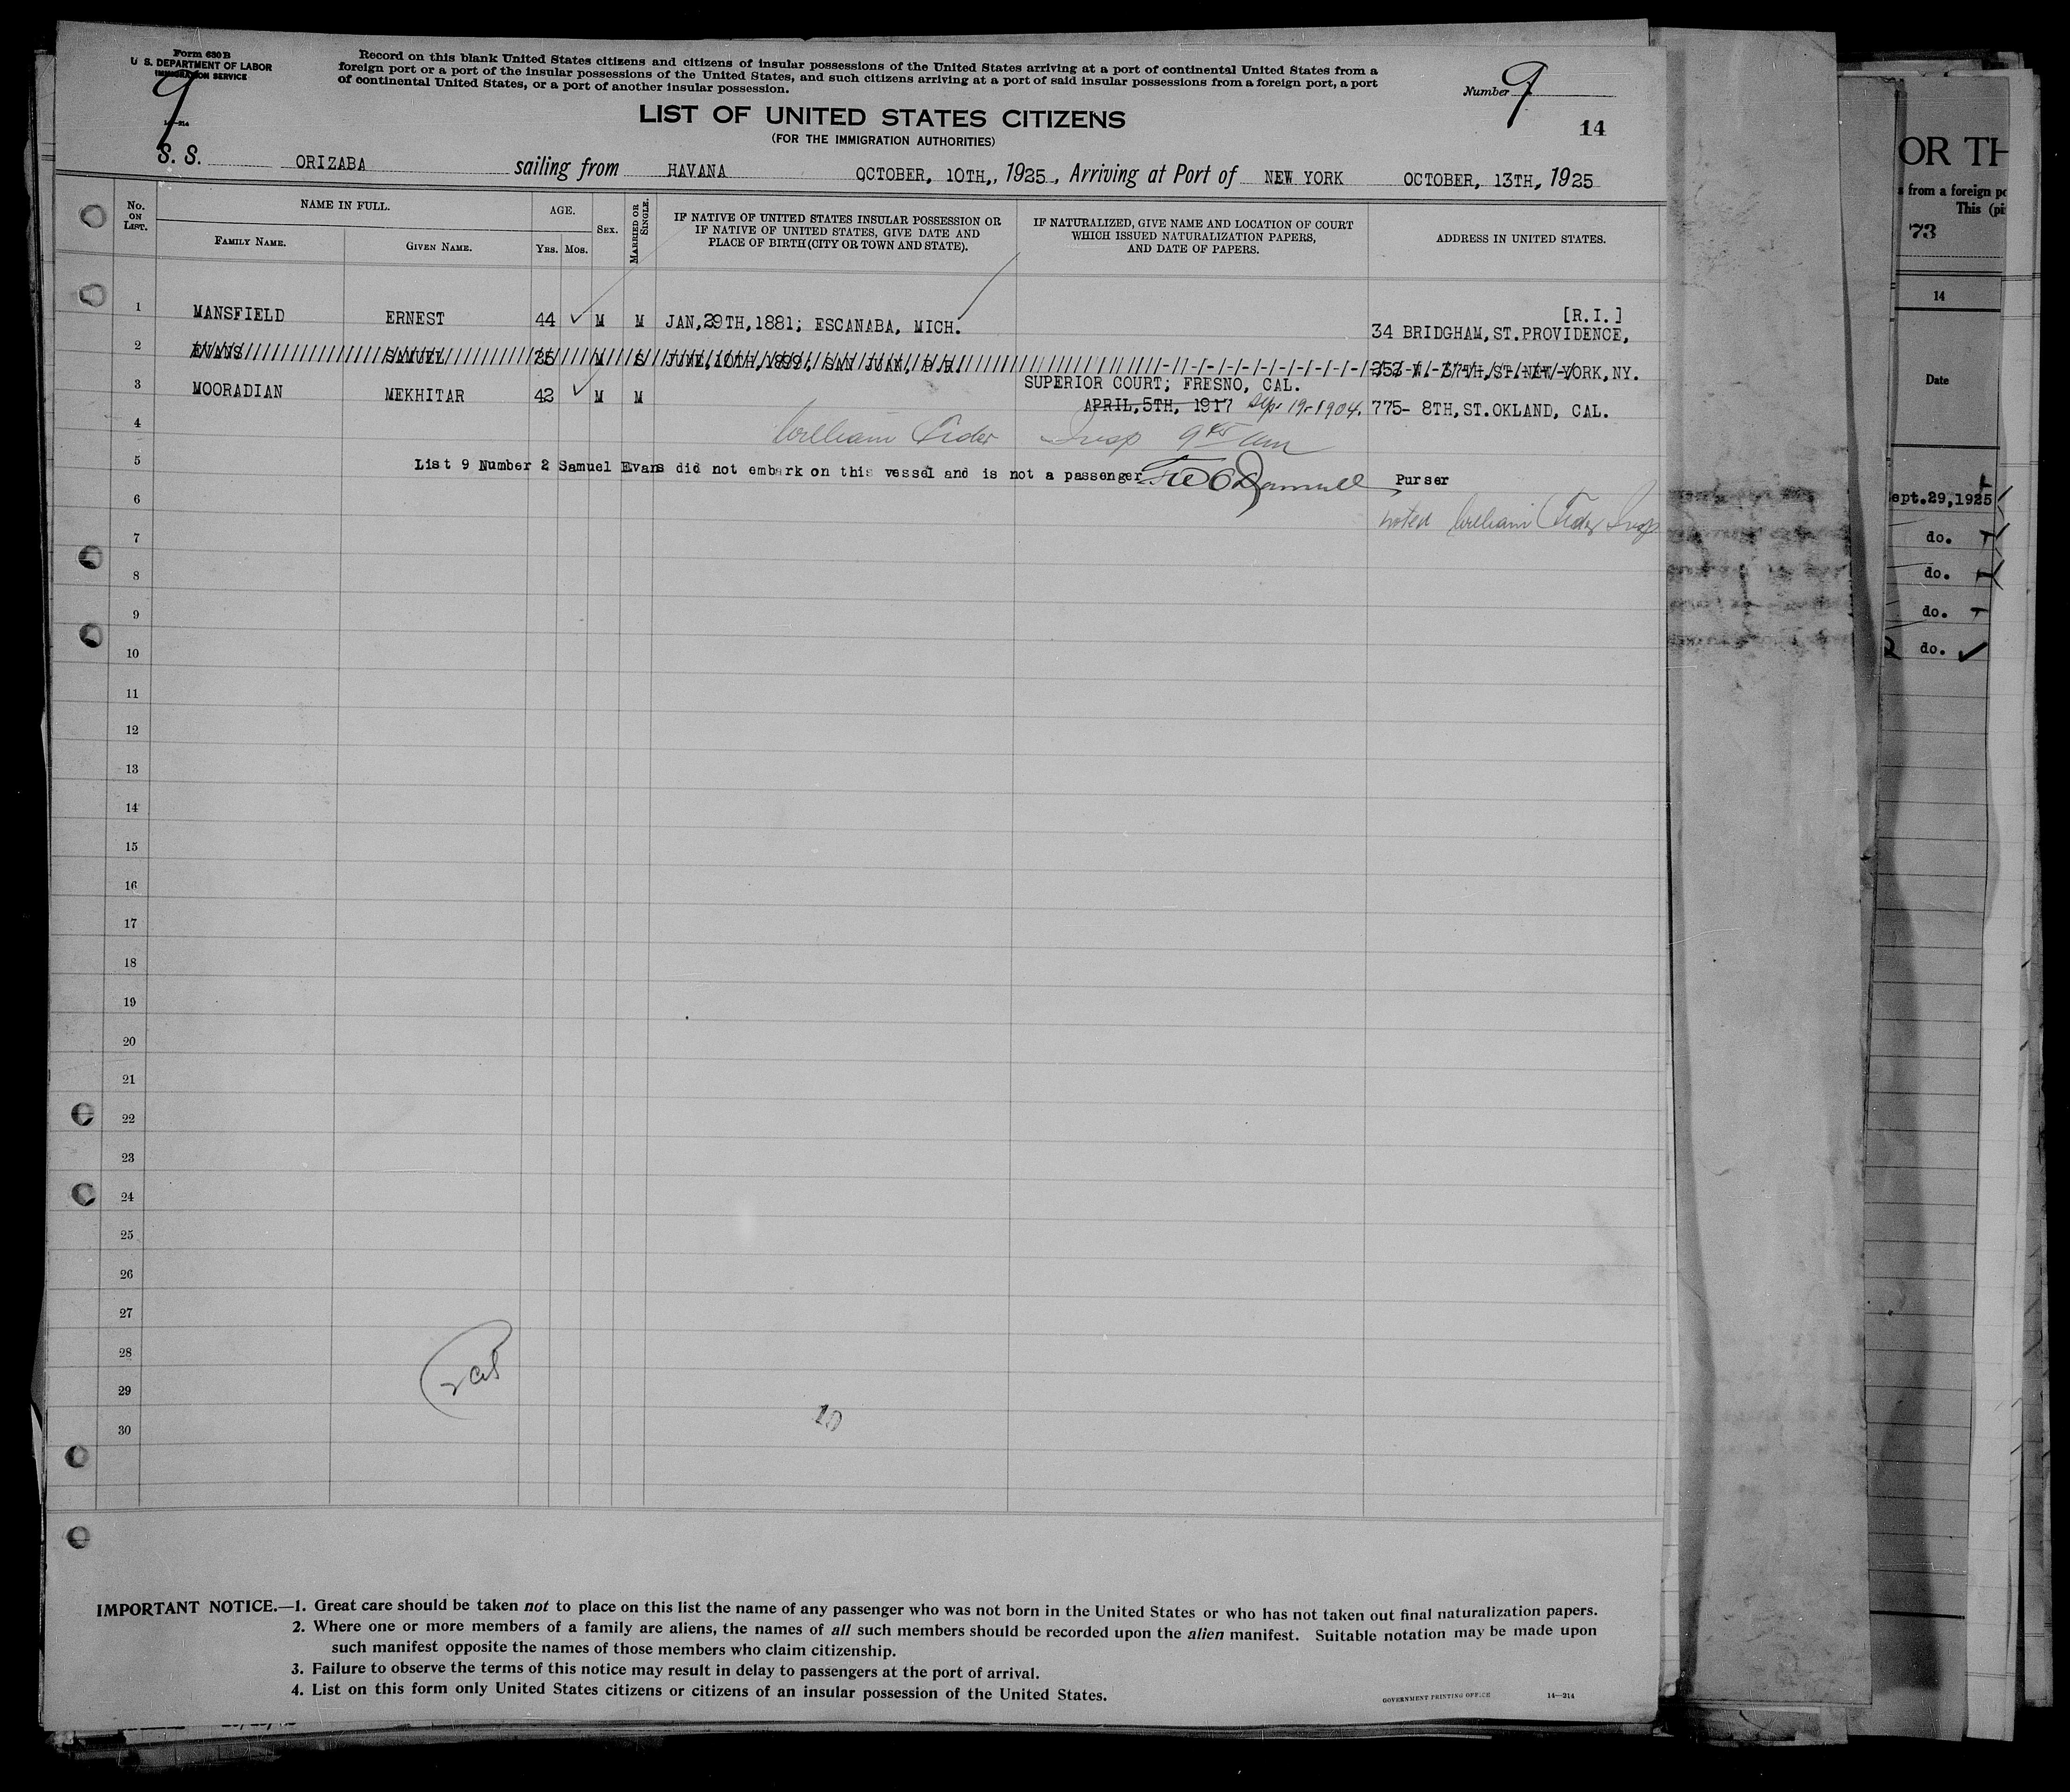 Form 630 B
U. S. DEPARTMENT OF LABOR
IMMIGRATION SERVICE
14—214
9
Record on this blank United States citizens and citizens of insular possessions of the United States arriving at a port of continental United States from a
foreign port or a port of the insular possessions of the United States, and such citizens arriving at a port of said insular possessions from a foreign port, a port
of continental United States, or a port of another insular possession.
Number 9
14
LIST OF UNITED STATES CITIZENS
(FOR THE IMMIGRATION AUTHORITIES)
S. S. ORIZABA sailing from HAVANA OCTOBER, 10TH,, 1925, Arriving at Port of NEW YORK OCTOBER, 13TH, 1925
No. ON LIST. NAME IN FULL. FAMILY NAME. GIVEN NAME. AGE. YRS. MOS. SEX. MARRIED OR SINGLE. IF NATIVE OF UNITED STATES INSULAR POSSESSION OR IF NATIVE OF UNITED STATES, GIVE DATE AND PLACE OF BIRTH (CITY OR TOWN AND STATE). IF NATURALIZED, GIVE NAME AND LOCATION OF COURT WHICH ISSUED NATURALIZATION PAPERS, AND DATE OF PAPERS. ADDRESS IN UNITED STATES.
[R.I.]
1 MANSFIELD ERNEST 44 M M JAN,29TH,1881; ESCANABA, MICH. 34 BRIDGHAM,ST.PROVIDENCE,
2 EVANS SAMUEL M S JUNE,10TH,1899, SAN JUAN, P.R. ST.NEW YORK,NY.
SUPERIOR COURT; FRESNO, CAL.
3 MOORADIAN MEKHITAR 42 M M APRIL,5TH, 1917 Sep. 19-1904. 775- 8TH,ST.OKLAND, CAL.
4 William Insp am
5 List 9 Number 2 Samuel Evans did not embark on this vessel and is not a passenger Purser
6 noted William Insp
7
8
9
10
11
12
13
14
15
16
17
18
19
20
21
22
23
24
25
26
27
28
29
30
10
IMPORTANT NOTICE.—1. Great care should be taken not to place on this list the name of any passenger who was not born in the United States or who has not taken out final naturalization papers.
2. Where one or more members of a family are aliens, the names of all such members should be recorded upon the alien manifest. Suitable notation may be made upon
such manifest opposite the names of those members who claim citizenship.
3. Failure to observe the terms of this notice may result in delay to passengers at the port of arrival.
4. List on this form only United States citizens or citizens of an insular possession of the United States.
GOVERNMENT PRINTING OFFICE 14—214
OR TH
from a foreign
This
73
14
Date
ept.29,1925
do.
do.
do.
do.